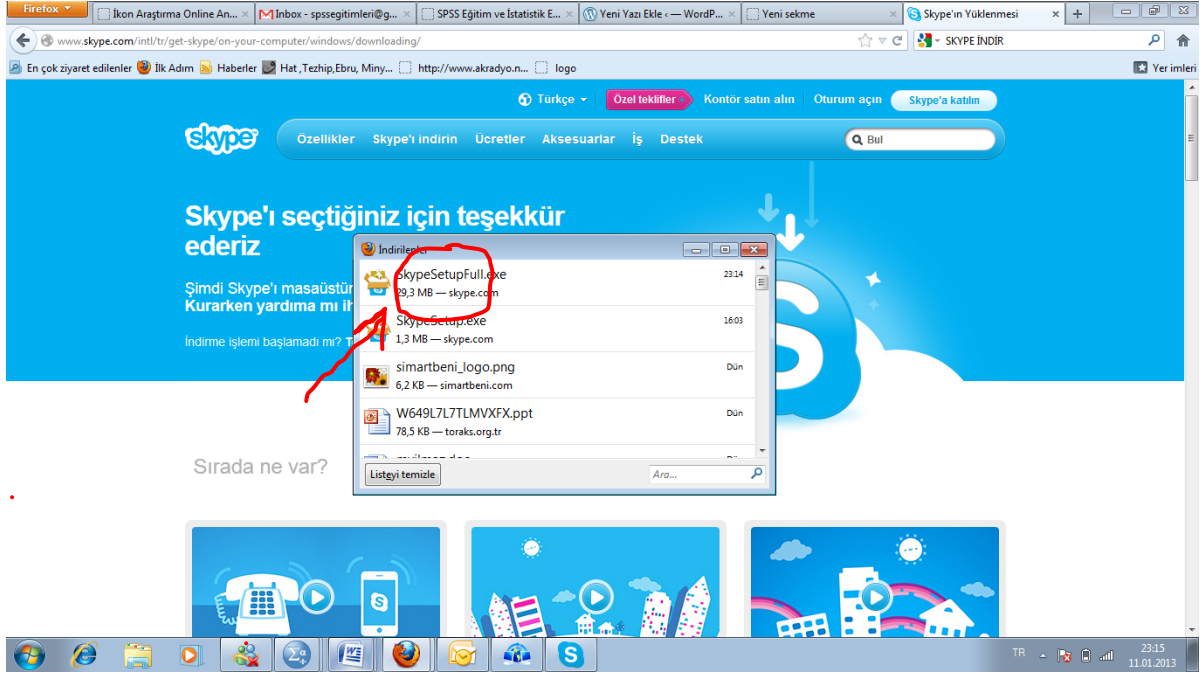 Firefox
İkon Araştırma Online An...
Inbox - spssegitimleri@g...
SPSS Eğitim ve İstatistik E...
Yeni Yazı Ekle ‹ — WordP...
Yeni sekme
Skype'ın Yüklenmesi
www.skype.com/intl/tr/get-skype/on-your-computer/windows/downloading/
SKYPE İNDİR
En çok ziyaret edilenler
İlk Adım
Haberler
Hat ,Tezhip,Ebru, Miny...
http://www.akradyo.n...
logo
Yer imleri
Türkçe
Özel teklifler
Kontör satın alın
Oturum açın
Skype'a katılın
skype
Özellikler
Skype'ı indirin
Ücretler
Aksesuarlar
İş
Destek
Bul
Skype'ı seçtiğiniz için teşekkür
ederiz
Şimdi Skype'ı masaüstün
Kurarken yardıma mı ih
İndirme işlemi başlamadı mı?
İndirilenler
SkypeSetupFull.exe
23:14
29,3 MB — skype.com
SkypeSetup.exe
16:03
1,3 MB — skype.com
simartbeni_logo.png
Dün
6,2 KB — simartbeni.com
W649L7L7TLMVXFX.ppt
Dün
78,5 KB — toraks.org.tr
Listeyi temizle
Ara...
Sırada ne var?
TR
23:15
11.01.2013